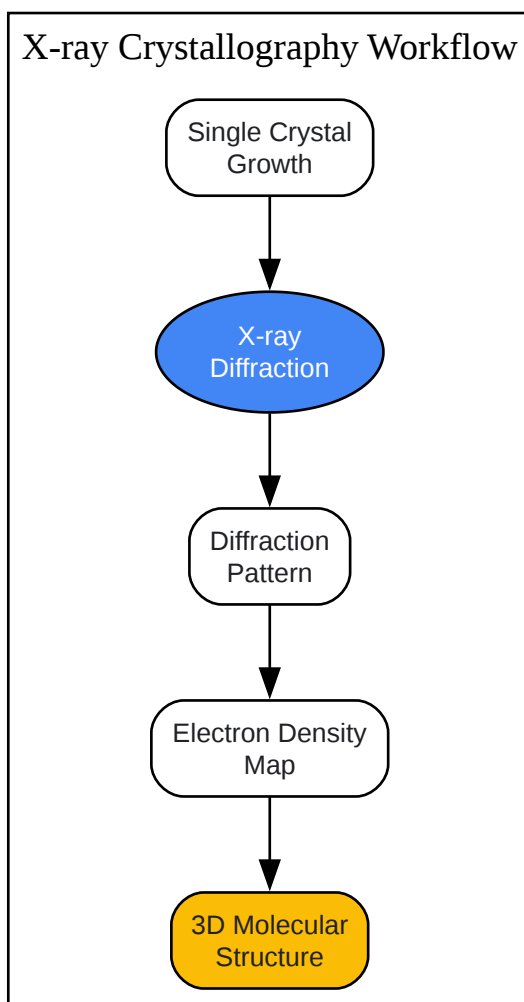 X-ray Crystallography Workflow
Single Crystal
Growth
X-ray
Diffraction
Diffraction
Pattern
Electron Density
Map
3D Molecular
Structure